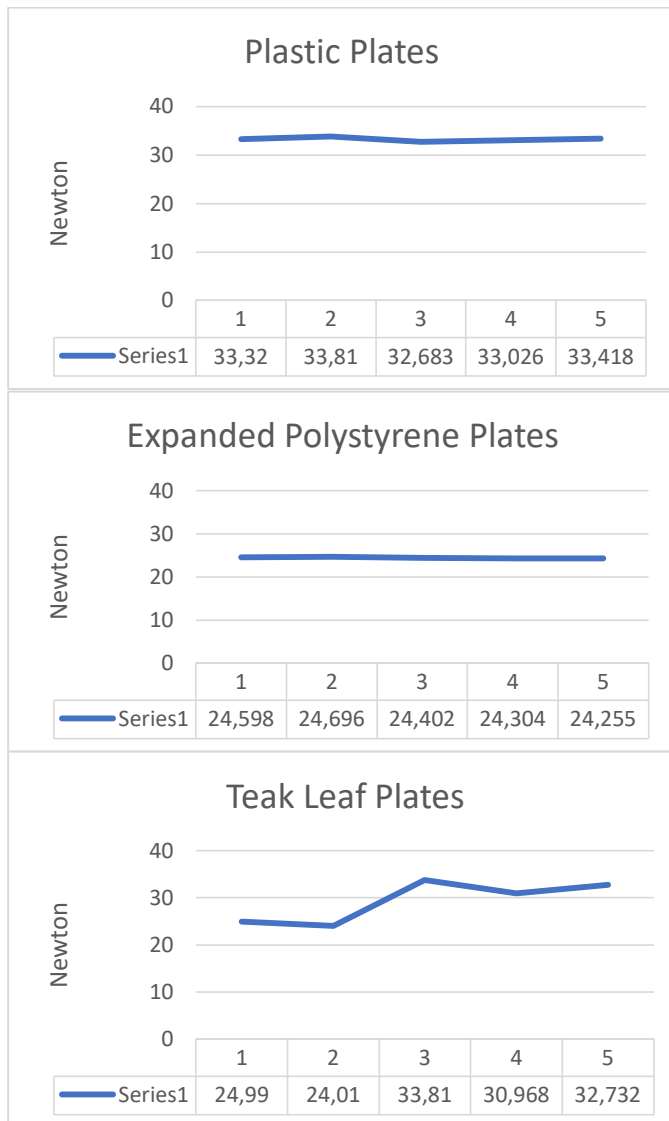 Plastic Plates
Newton
40
30
20
10
0
1 2 3 4 5
Series1 33,32 33,81 32,683 33,026 33,418
Expanded Polystyrene Plates
Newton
40
30
20
10
0
1 2 3 4 5
Series1 24,598 24,696 24,402 24,304 24,255
Teak Leaf Plates
Newton
40
30
20
10
0
1 2 3 4 5
Series1 24,99 24,01 33,81 30,968 32,732